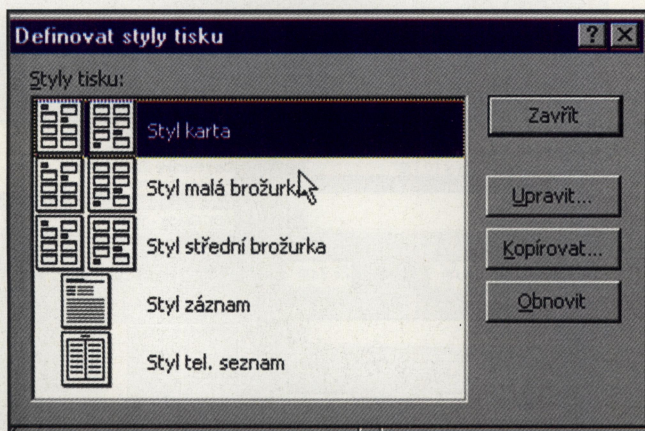 Definovat styly tisku
Styly tisku:
Styl karta
Styl malá brožurka
Styl střední brožurka
Styl záznam
Styl tel. seznam
Zavřít
Upravit...
Kopírovat...
Obnovit